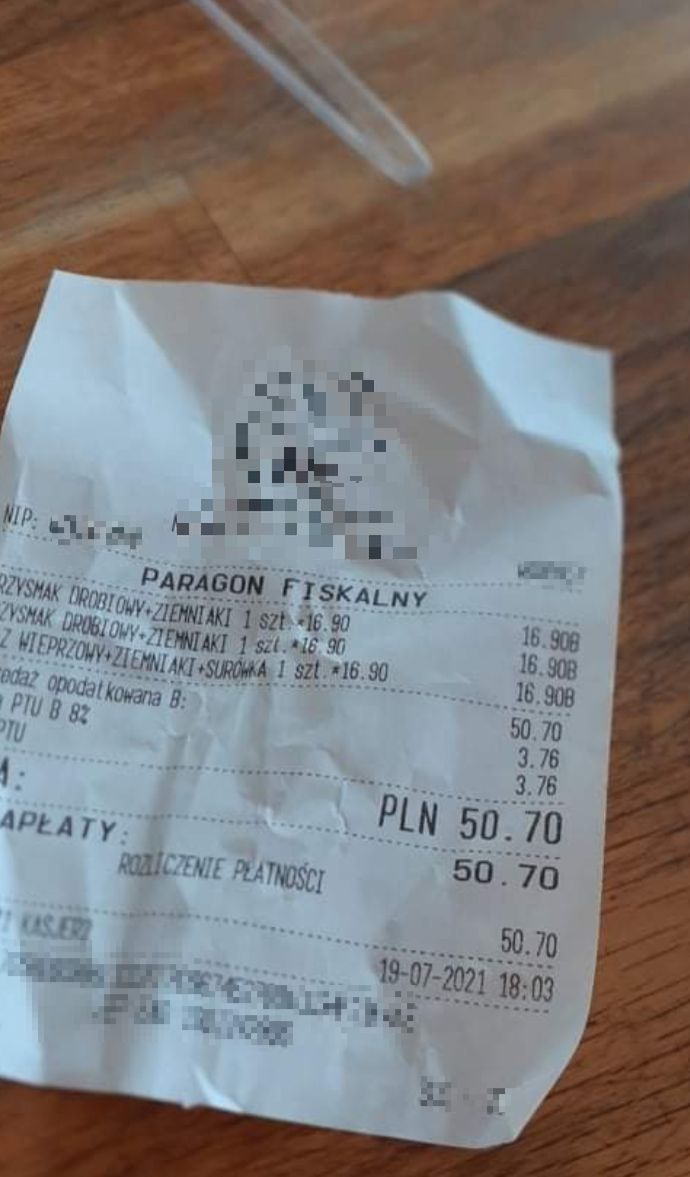 NIP:
PARAGON FISKALNY
RZYSMAK DROBIOWY+ZIEMNIAKI 1 szt.*16.90 16.90B
ZYSMAK DROBIOWY+ZIEMNIAKI 1 szt.*16.90 16.90B
Z WIEPRZOWY+ZIEMNIAKI+SURÓWKA 1 szt.*16.90 16.90B
edaż opodatkowana B: 50.70
PTU B 8% 3.76
PTU 3.76
A: PLN 50.70
APŁATY: 50.70
ROZLICZENIE PŁATNOŚCI
50.70
KASJER2 19-07-2021 18:03